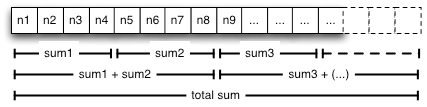 n1 n2 n3 n4 n5 n6 n7 n8 n9 ... ... ... ...
sum1 sum2 sum3
sum1 + sum2 sum3 + (...)
total sum